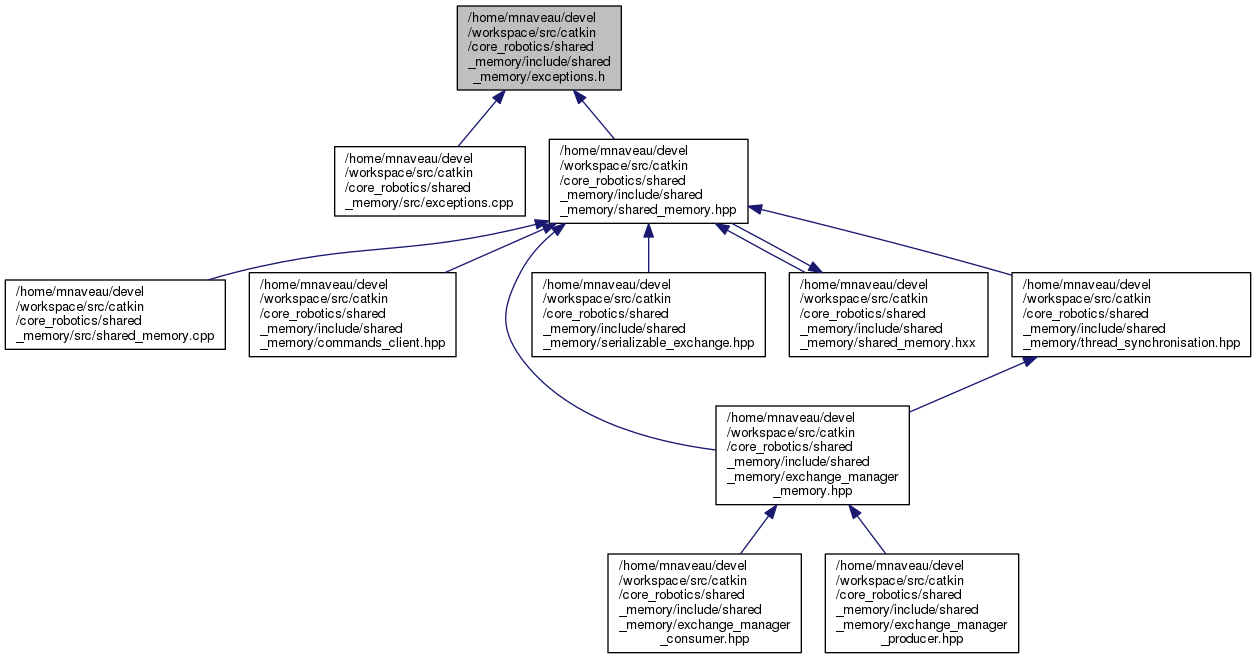 /home/mnaveau/devel
/workspace/src/catkin
/core_robotics/shared
_memory/include/shared
_memory/exceptions.h
/home/mnaveau/devel
/workspace/src/catkin
/core_robotics/shared
_memory/src/exceptions.cpp
/home/mnaveau/devel
/workspace/src/catkin
/core_robotics/shared
_memory/include/shared
_memory/shared_memory.hpp
/home/mnaveau/devel
/workspace/src/catkin
/core_robotics/shared
_memory/src/shared_memory.cpp
/home/mnaveau/devel
/workspace/src/catkin
/core_robotics/shared
_memory/include/shared
_memory/commands_client.hpp
/home/mnaveau/devel
/workspace/src/catkin
/core_robotics/shared
_memory/include/shared
_memory/serializable_exchange.hpp
/home/mnaveau/devel
/workspace/src/catkin
/core_robotics/shared
_memory/include/shared
_memory/shared_memory.hxx
/home/mnaveau/devel
/workspace/src/catkin
/core_robotics/shared
_memory/include/shared
_memory/thread_synchronisation.hpp
/home/mnaveau/devel
/workspace/src/catkin
/core_robotics/shared
_memory/include/shared
_memory/exchange_manager
_memory.hpp
/home/mnaveau/devel
/workspace/src/catkin
/core_robotics/shared
_memory/include/shared
_memory/exchange_manager
_consumer.hpp
/home/mnaveau/devel
/workspace/src/catkin
/core_robotics/shared
_memory/include/shared
_memory/exchange_manager
_producer.hpp